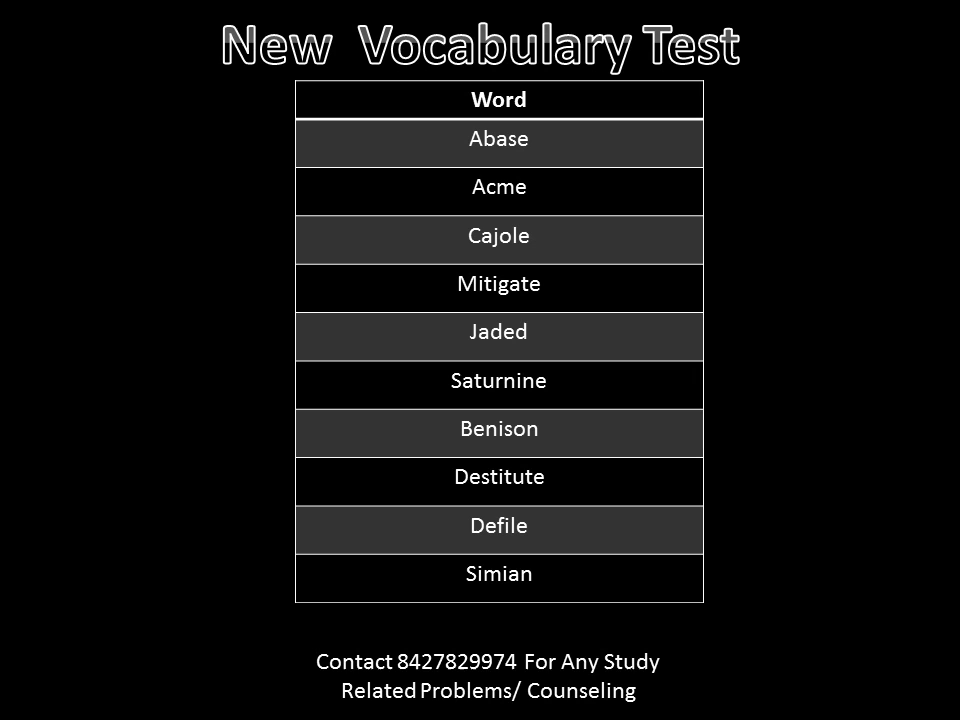 New Vocabulary Test
Word
Abase
Acme
Cajole
Mitigate
Jaded
Saturnine
Benison
Destitute
Defile
Simian
Contact 8427829974 For Any Study
Related Problems/ Counseling